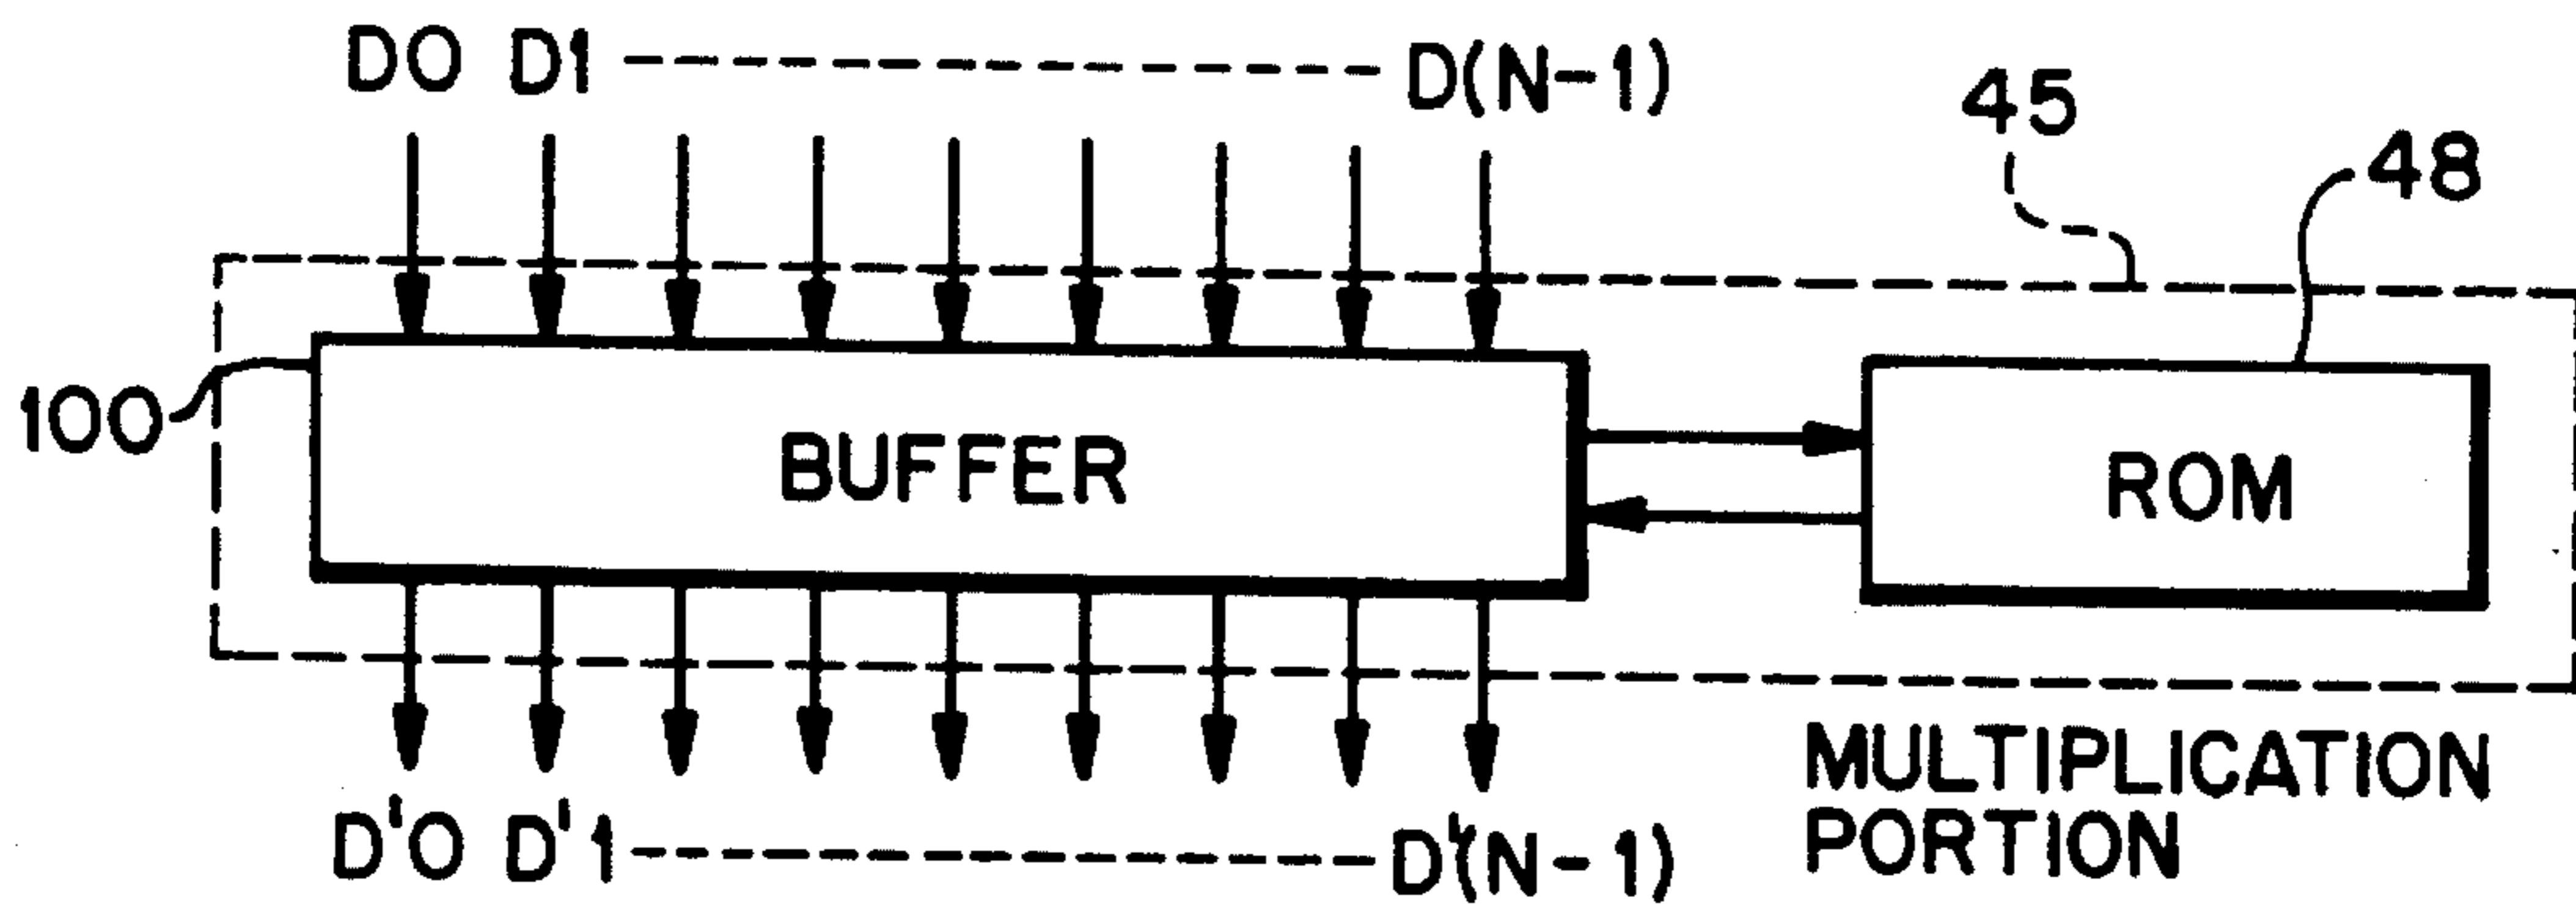 D0 D1 D(N-1)
45
48
100
BUFFER
ROM
D'0 D'1 D'(N-1)
MULTIPLICATION
PORTION